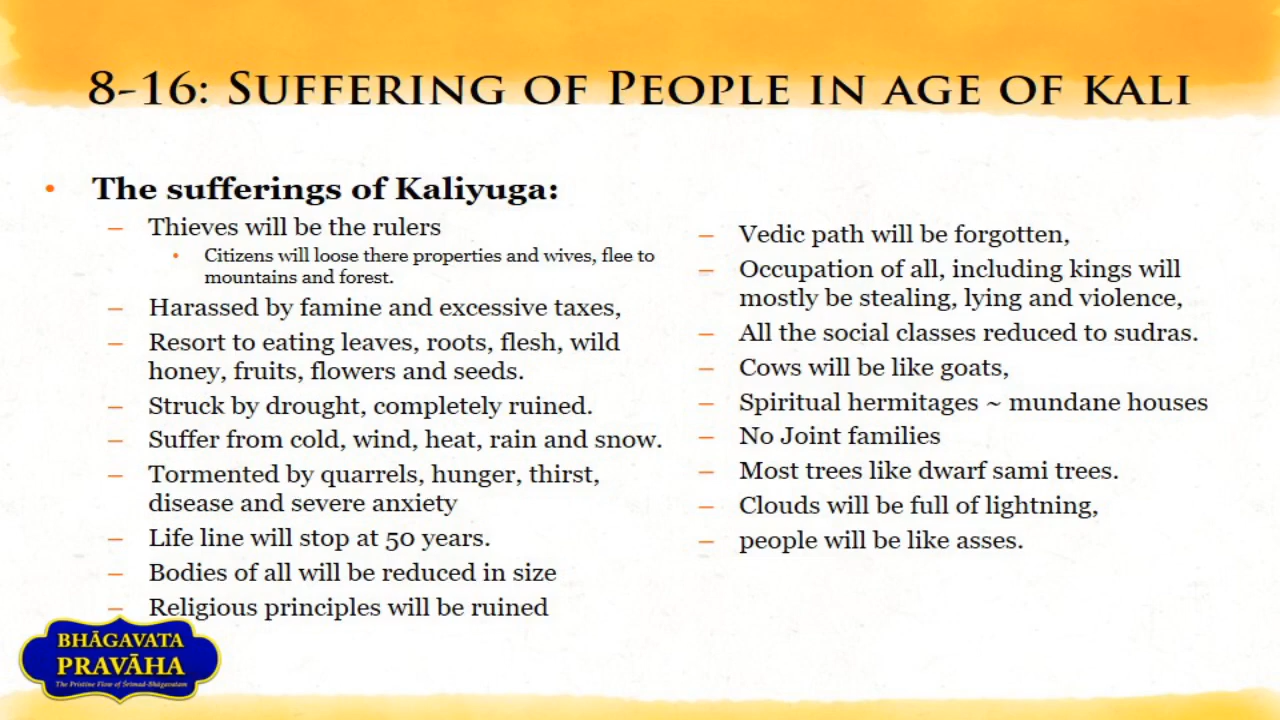 8-16: Suffering of People in age of kali
• The sufferings of Kaliyuga:
– Thieves will be the rulers
• Citizens will loose there properties and wives, flee to
mountains and forest.
– Harassed by famine and excessive taxes,
– Resort to eating leaves, roots, flesh, wild
honey, fruits, flowers and seeds.
– Struck by drought, completely ruined.
– Suffer from cold, wind, heat, rain and snow.
– Tormented by quarrels, hunger, thirst,
disease and severe anxiety
– Life line will stop at 50 years.
– Bodies of all will be reduced in size
– Religious principles will be ruined
– Vedic path will be forgotten,
– Occupation of all, including kings will
mostly be stealing, lying and violence,
– All the social classes reduced to sudras.
– Cows will be like goats,
– Spiritual hermitages ~ mundane houses
– No Joint families
– Most trees like dwarf sami trees.
– Clouds will be full of lightning,
– people will be like asses.
BHĀGAVATA
PRAVĀHA
The Pristine Flow of Śrīmad-Bhāgavatam